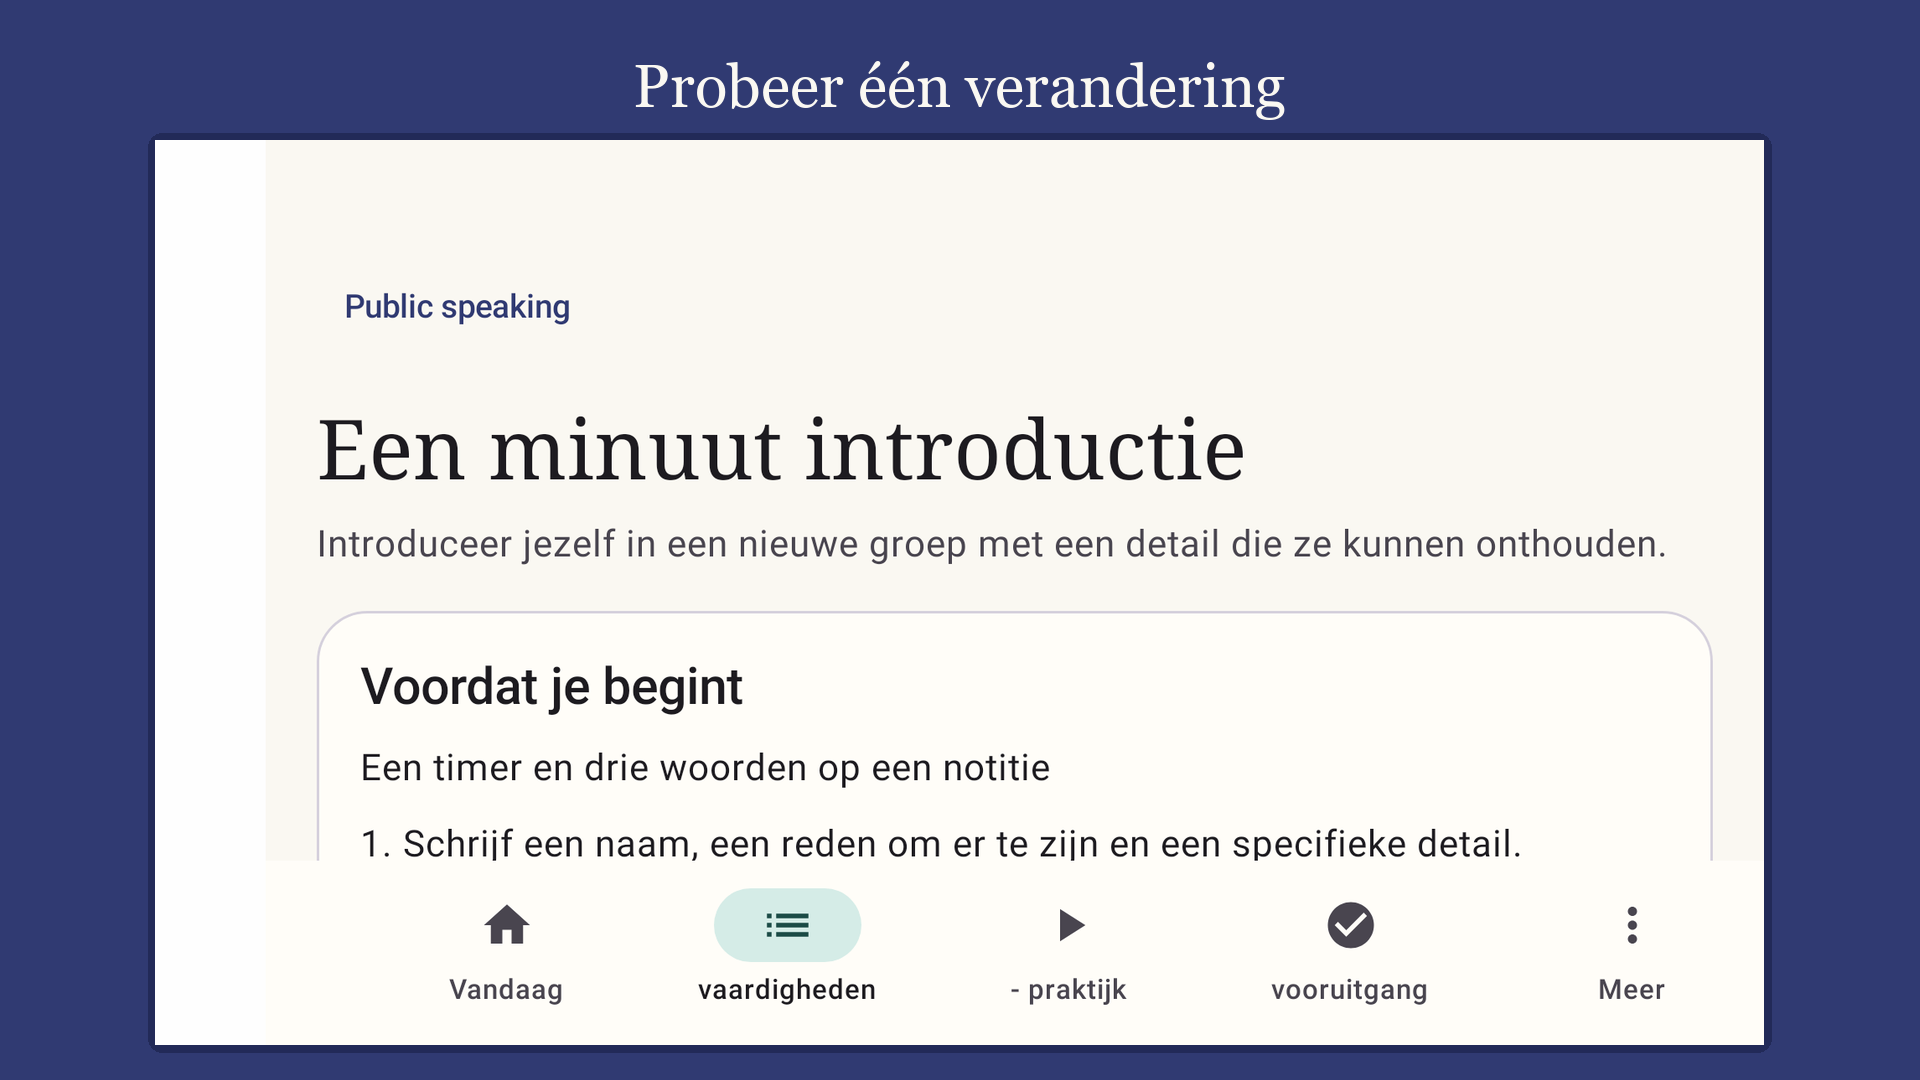 Probeer één verandering
Public speaking
Een minuut introductie
Introduceer jezelf in een nieuwe groep met een detail die ze kunnen onthouden.
Voordat je begint
Een timer en drie woorden op een notitie
1. Schrijf een naam, een reden om er te zijn en een specifieke detail.
Vandaag
vaardigheden
- praktijk
vooruitgang
Meer